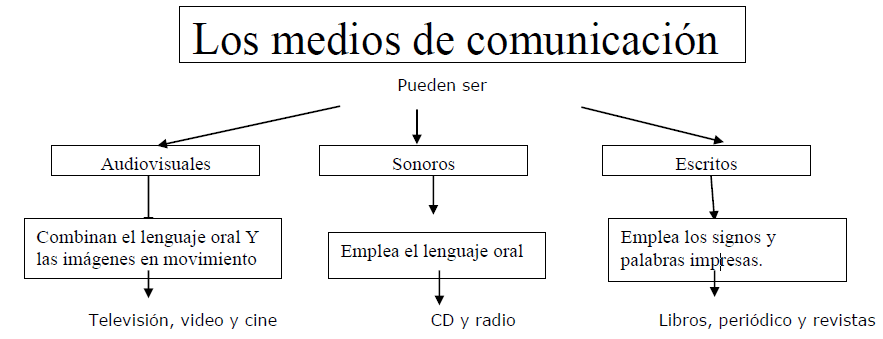 Los medios de comunicación
Pueden ser
Audiovisuales
Sonoros
Escritos
Combinan el lenguaje oral Y
las imágenes en movimiento
Emplea el lenguaje oral
Emplea los signos y
palabras impresas.
Televisión, video y cine
CD y radio
Libros, periódico y revistas